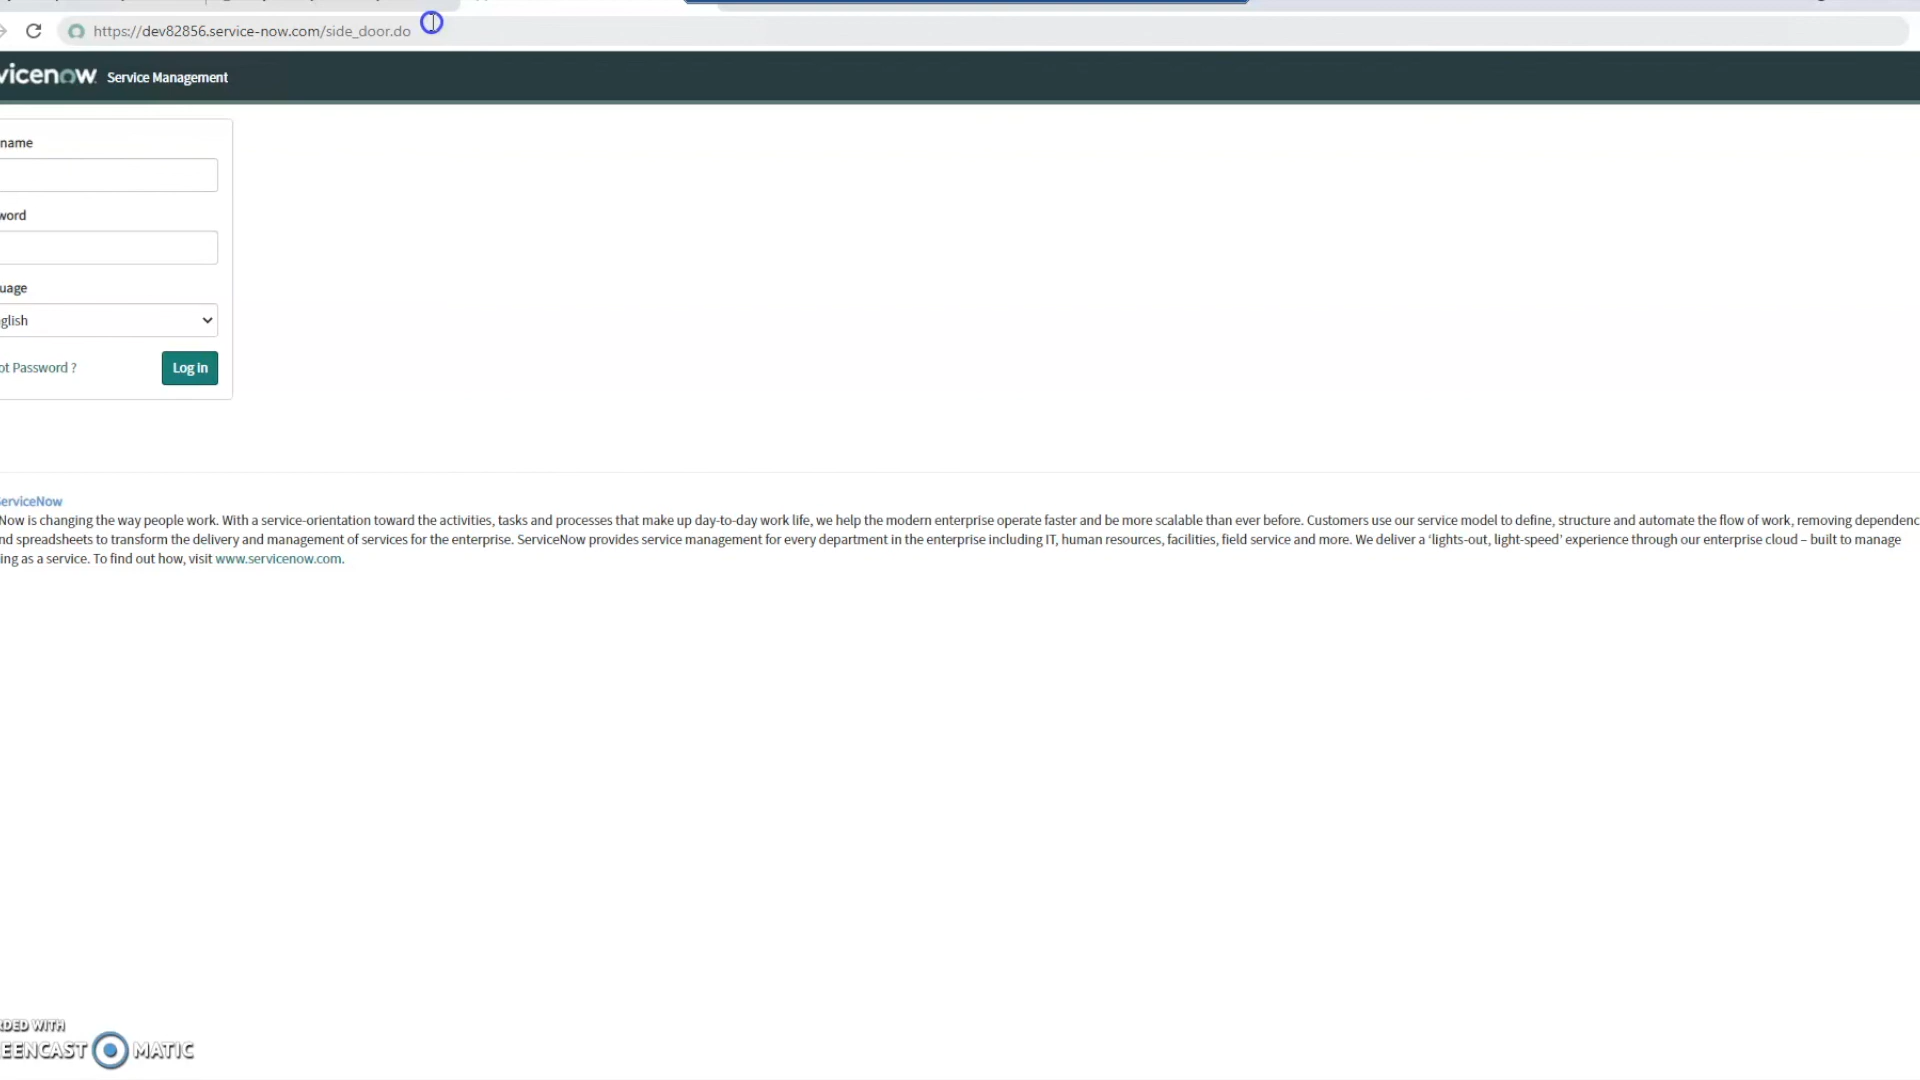 https://dev82856.service-now.com/side_door.do
vicenow Service Management
name
word
uage
glish
ot Password ?
Log in
ServiceNow
Now is changing the way people work. With a service-orientation toward the activities, tasks and processes that make up day-to-day work life, we help the modern enterprise operate faster and be more scalable than ever before. Customers use our service model to define, structure and automate the flow of work, removing dependenc
nd spreadsheets to transform the delivery and management of services for the enterprise. ServiceNow provides service management for every department in the enterprise including IT, human resources, facilities, field service and more. We deliver a ‘lights-out, light-speed’ experience through our enterprise cloud – built to manage
ing as a service. To find out how, visit www.servicenow.com.
RDED WITH
EENCAST MATIC